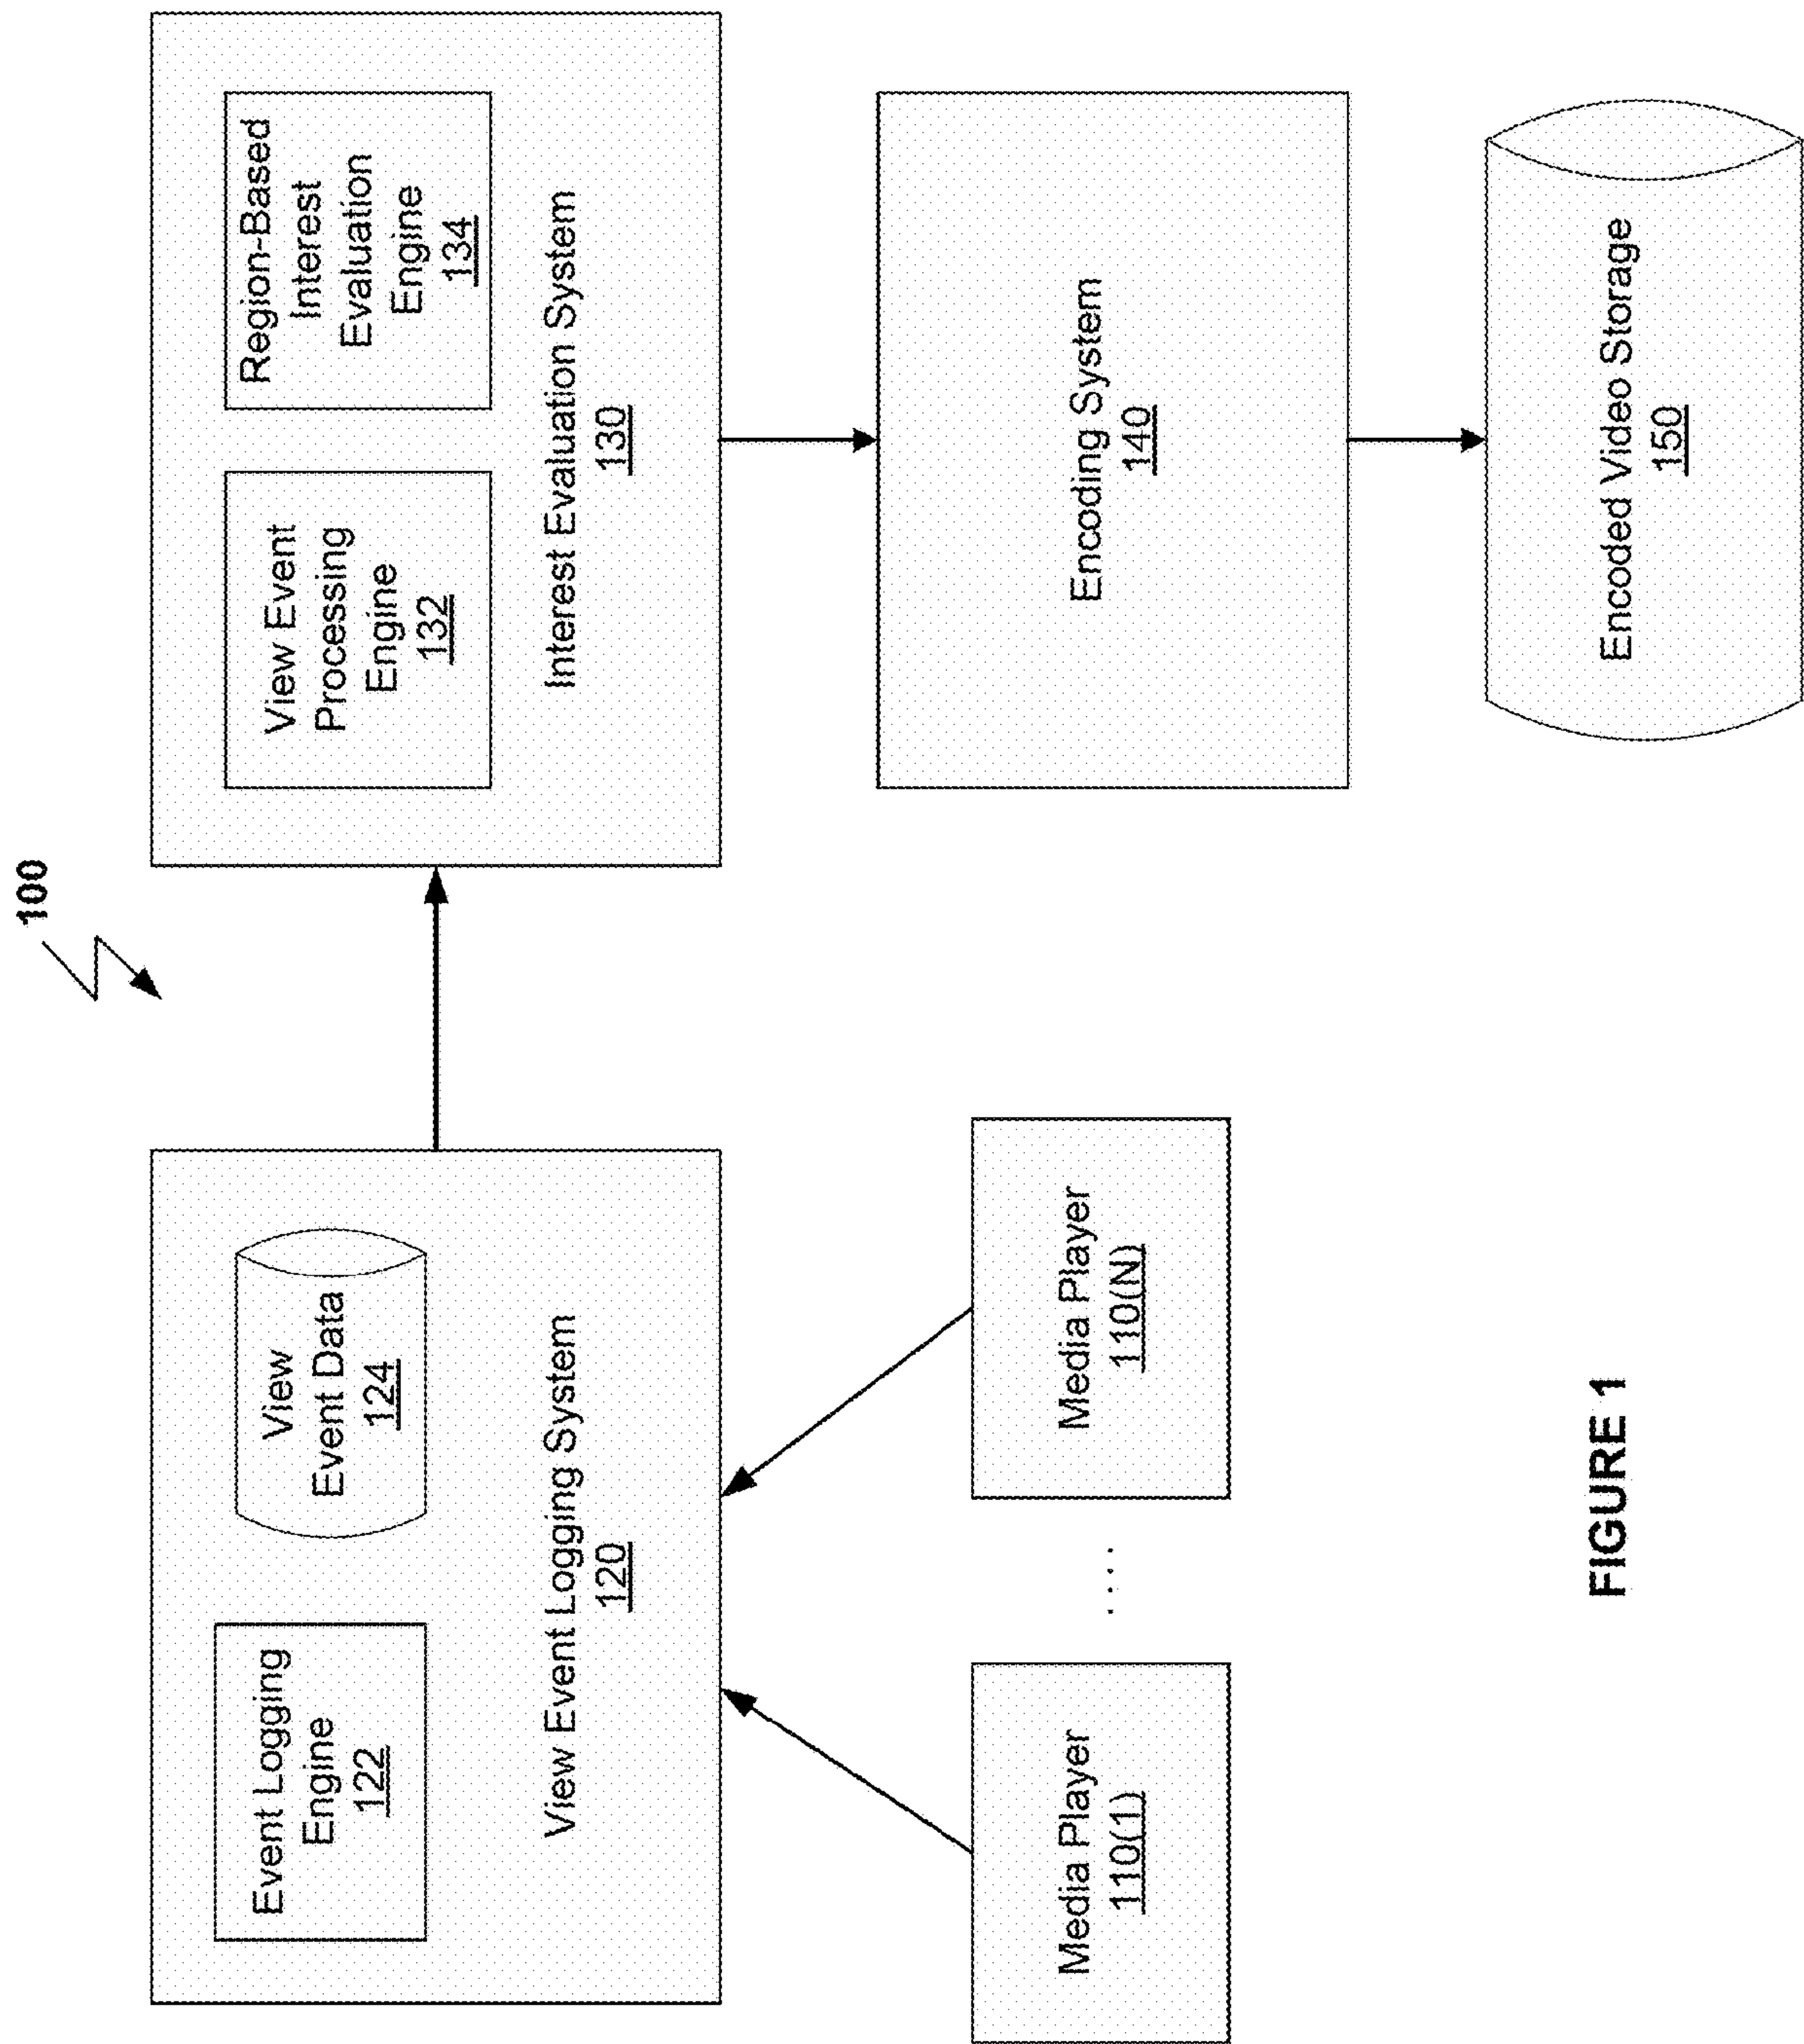 100
Event Logging
Engine
122
View
Event Data
124
View Event Logging System
120
View Event
Processing
Engine
132
Region-Based
Interest
Evaluation
Engine
134
Interest Evaluation System
130
Media Player
110(1)
. . .
Media Player
110(N)
Encoding System
140
Encoded Video Storage
150
FIGURE 1